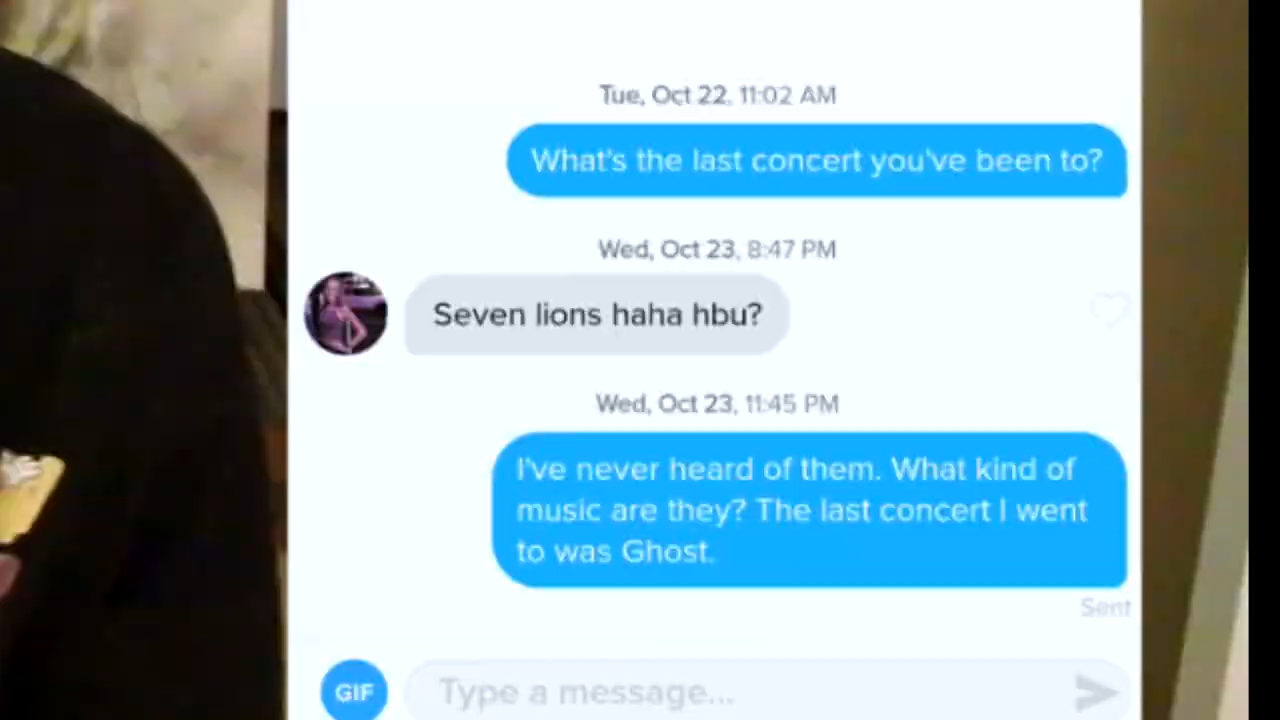 Tue, Oct 22, 11:02 AM
What's the last concert you've been to?
Wed, Oct 23, 8:47 PM
Seven lions haha hbu?
Wed, Oct 23, 11:45 PM
I've never heard of them. What kind of
music are they? The last concert I went
to was Ghost.
Sent
GIF
Type a message...